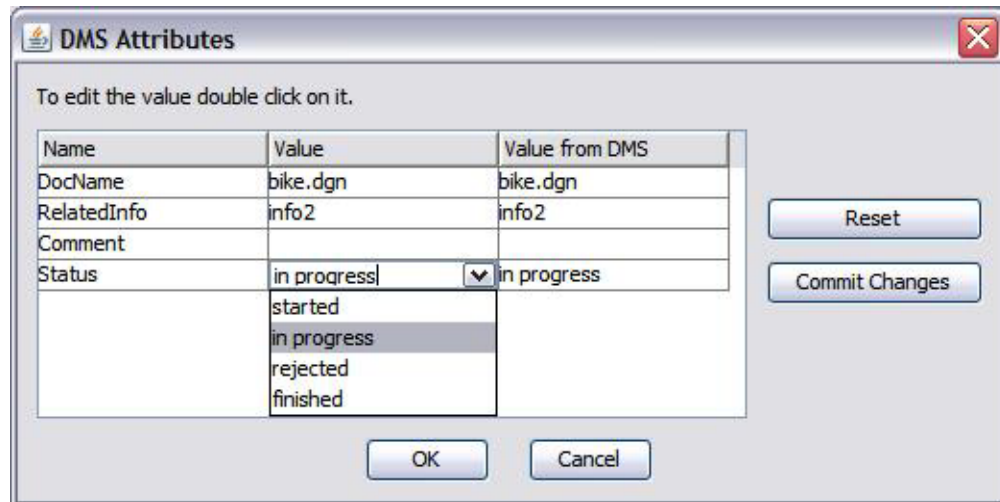 DMS Attributes
To edit the value double click on it.
Name Value Value from DMS
DocName bike.dgn bike.dgn
RelatedInfo info2 info2
Comment
Status in progress in progress
started
in progress
rejected
finished
Reset
Commit Changes
OK Cancel